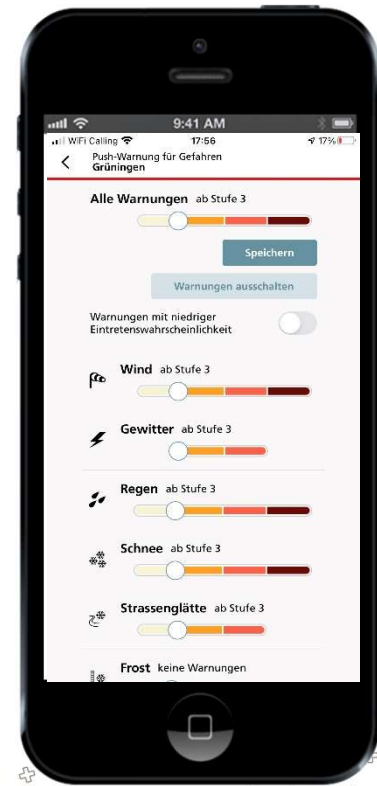 9:41 AM
WiFi Calling 17:56 17%
Push-Warnung für Gefahren
Grüningen
Alle Warnungen ab Stufe 3
Speichern
Warnungen ausschalten
Warnungen mit niedriger
Eintretenswahrscheinlichkeit
Wind ab Stufe 3
Gewitter ab Stufe 3
Regen ab Stufe 3
Schnee ab Stufe 3
Strassenglätte ab Stufe 3
Frost keine Warnungen